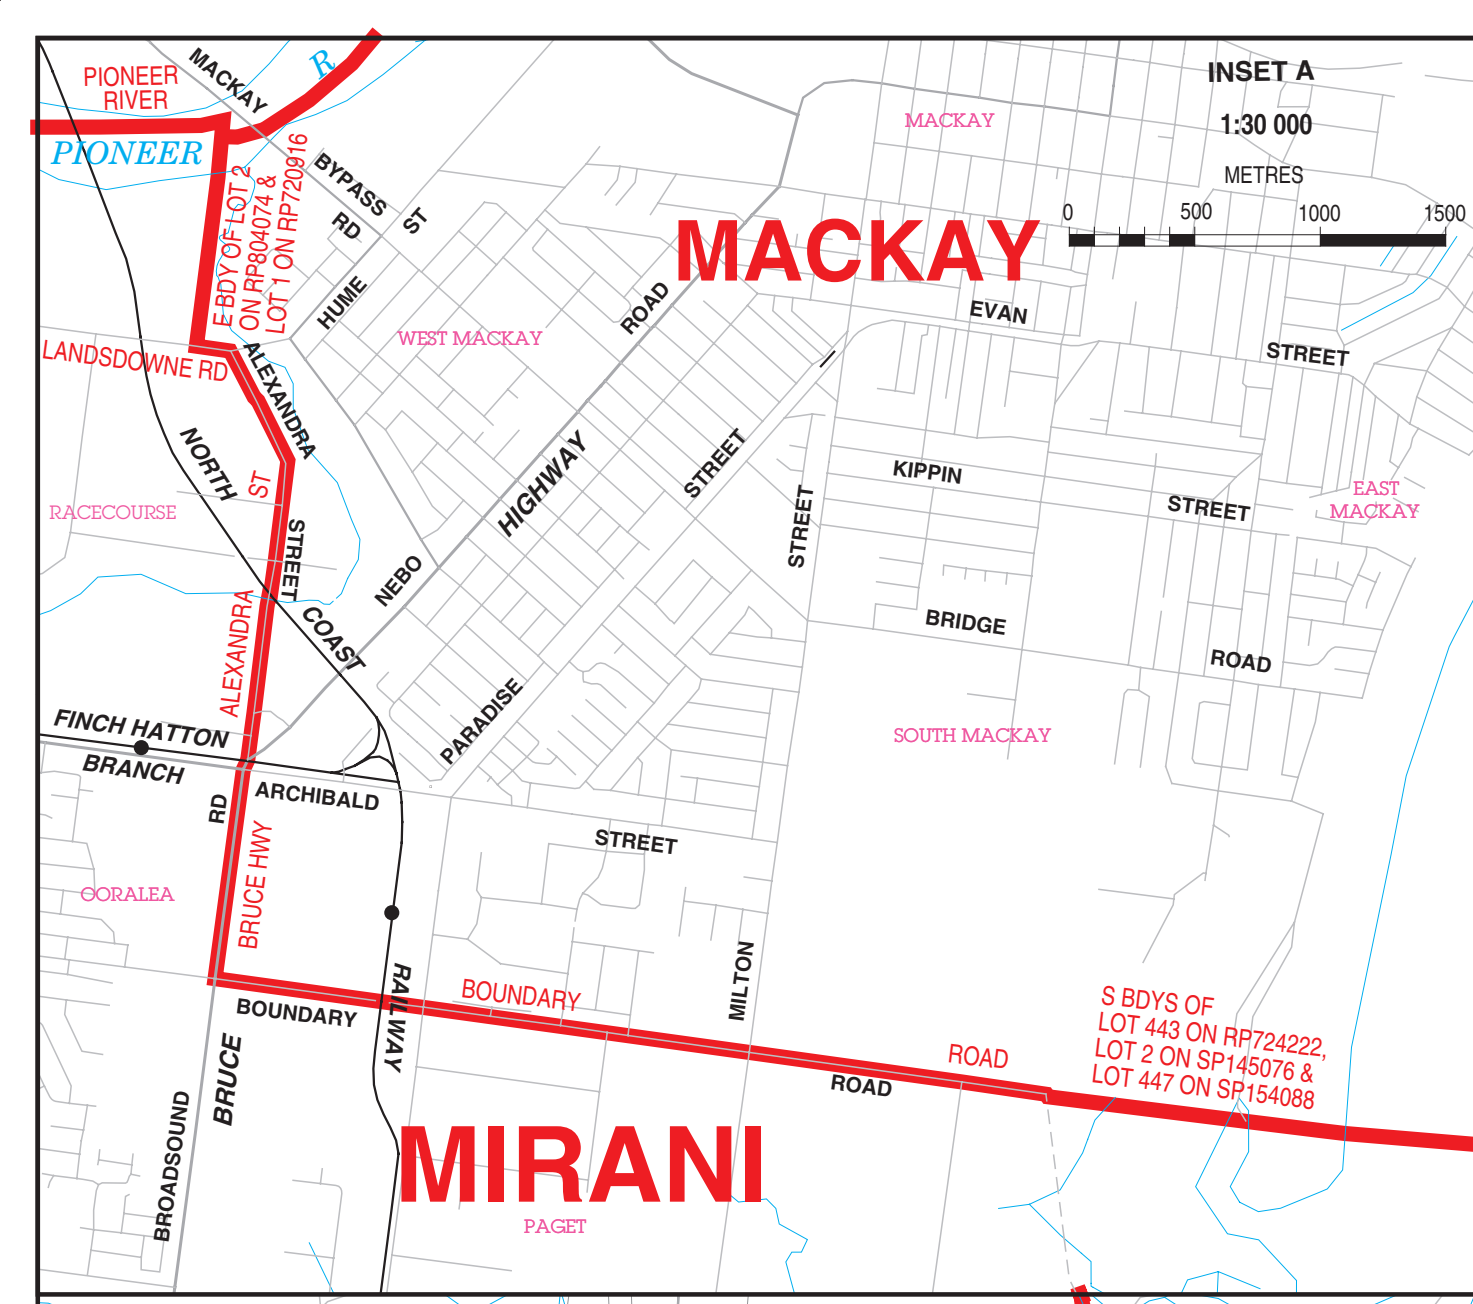 INSET A
1:30 000
METRES
0 500 1000 1500
PIONEER
RIVER
R
MACKAY
BYPASS
RD
PIONEER
E BDY OF LOT 2
ON RP804074 &
LOT 1 ON RP720916
ST
HUME
MACKAY
MACKAY
WEST MACKAY
ROAD
EVAN
STREET
LANDSDOWNE RD
ALEXANDRA
STREET
NORTH
COAST
RAILWAY
ST
ALEXANDRA
RACECOURSE
HIGHWAY
NEBO
STREET
PARADISE
STREET
MILTON
KIPPIN
STREET
EAST
MACKAY
BRIDGE
ROAD
SOUTH MACKAY
FINCH HATTON
BRANCH
ARCHIBALD
STREET
RD
BRUCE HWY
OORALEA
BOUNDARY
ROAD
BOUNDARY
ROAD
S BDYS OF
LOT 443 ON RP724222,
LOT 2 ON SP145076 &
LOT 447 ON SP154088
BRUCE
BROADSOUND
MIRANI
PAGET